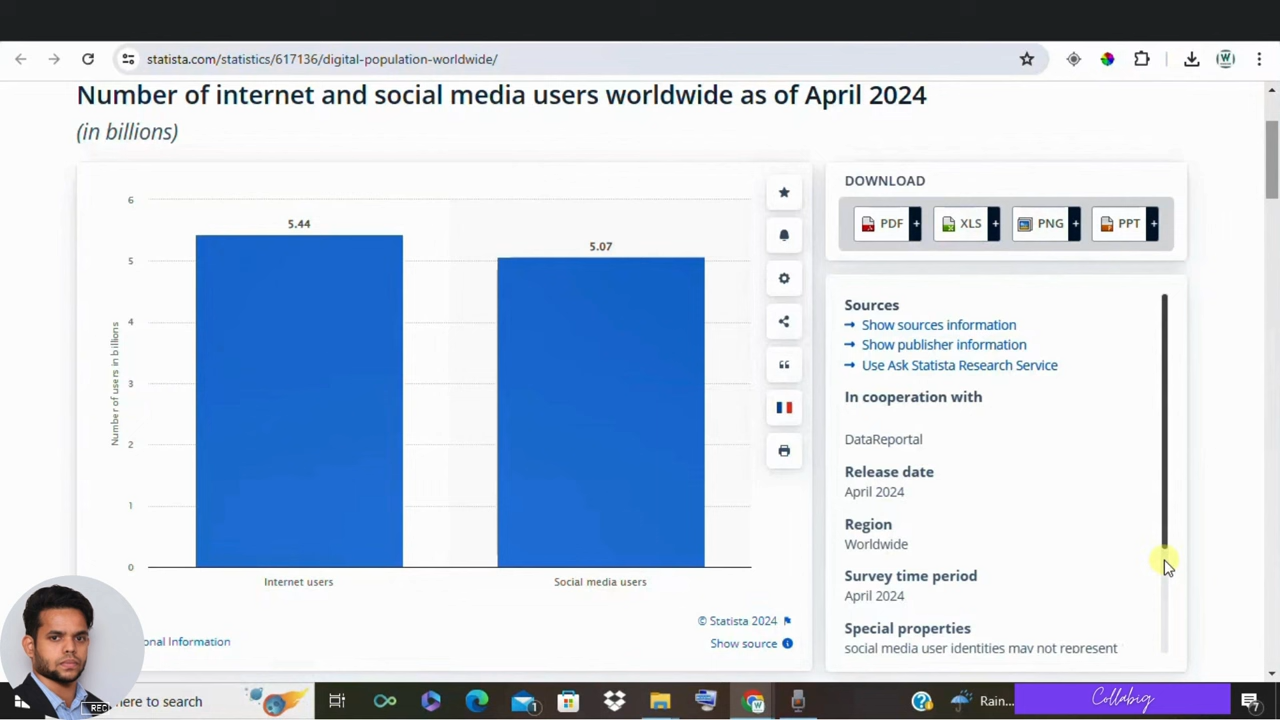 statista.com/statistics/617136/digital-population-worldwide/
W
Number of internet and social media users worldwide as of April 2024
(in billions)
6
5
4
3
2
1
0
Number of users in billions
5.44
5.07
Internet users
Social media users
© Statista 2024
Show source
onal Information
DOWNLOAD
PDF +
XLS +
PNG +
PPT +
Sources
→ Show sources information
→ Show publisher information
→ Use Ask Statista Research Service
In cooperation with
DataReportal
Release date
April 2024
Region
Worldwide
Survey time period
April 2024
Special properties
social media user identities may not represent
REC
here to search
1
Rain...
Collabig
7